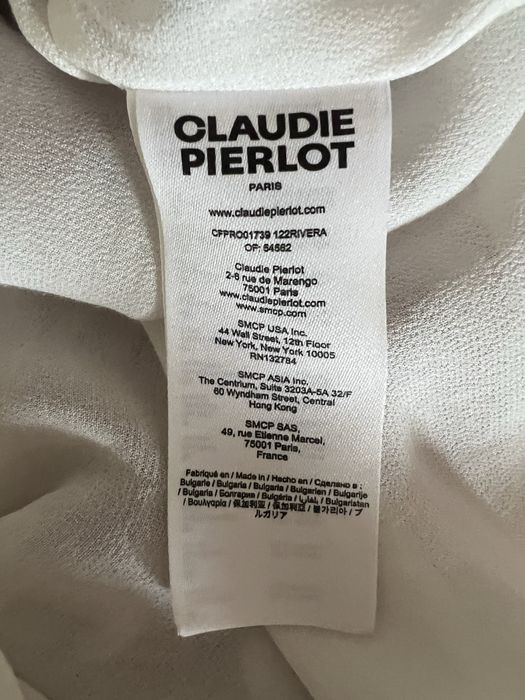 CLAUDIE
PIERLOT
PARIS
www.claudiepierlot.com
CFPRO01739 122RIVERA
OF: 54562
Claudie Pierlot
2-6 rue de Marengo
75001 Paris
www.claudiepierlot.com
www.smcp.com
SMCP USA Inc.
44 Wall Street, 12th Floor
New York, New York 10005
RN132784
SMCP ASIA Inc.
The Centrium, Suite 3203A-5A 32/F
60 Wyndham Street, Central
Hong Kong
SMCP SAS,
49, rue Etienne Marcel,
75001 Paris,
France
Fabriqué en / Made in / Hecho en / Сделано в :
Bulgarie / Bulgaria / Bulgaria / Bulgarien / Bulgarije
/ Bulgaria / Болгария / Bulgária / بلغاريا / Bulgaristan
/ Βουλγαρία / 保加利亚 / 保加利亞 / 불가리아 / ブ
ルガリア